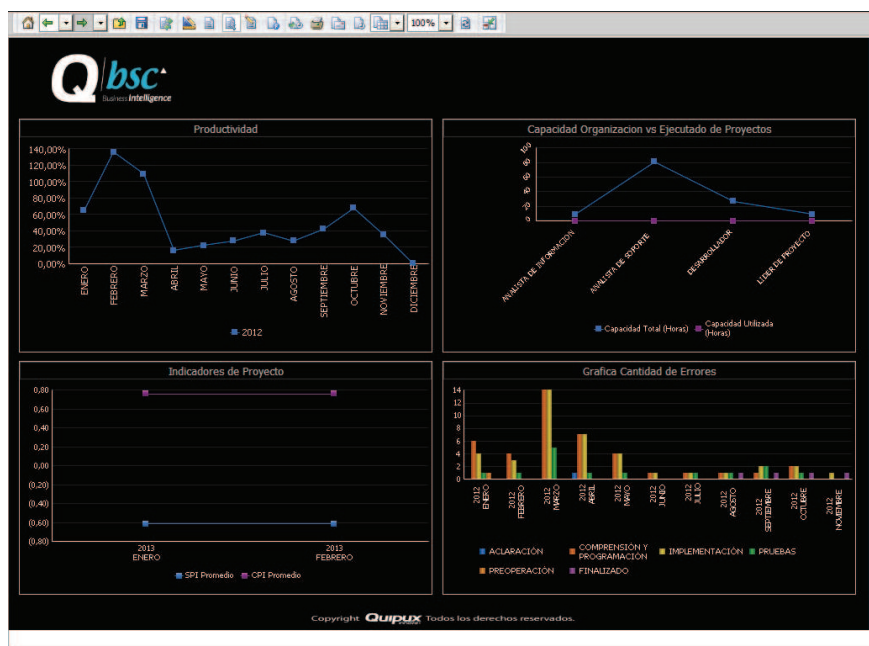 100%
Q bsc
Business Intelligence
Productividad
140,00%
120,00%
100,00%
80,00%
60,00%
40,00%
20,00%
0,00%
ENERO
FEBRERO
MARZO
ABRIL
MAYO
JUNIO
JULIO
AGOSTO
SEPTIEMBRE
OCTUBRE
NOVIEMBRE
DICIEMBRE
2012
Capacidad Organizacion vs Ejecutado de Proyectos
100
80
60
40
20
0
ANALISTA DE INFORMACION
ANALISTA DE SOPORTE
DESARROLLADOR
LIDER DE PROYECTO
Capacidad Total (Horas)
Capacidad Utilizada
(Horas)
Indicadores de Proyecto
0,80
0,60
0,40
0,20
0,00
(0,20)
(0,40)
(0,60)
(0,80)
2013
ENERO
2013
FEBRERO
SPI Promedio
CPI Promedio
Grafica Cantidad de Errores
14
12
10
8
6
4
2
0
2012
ENERO
2012
FEBRERO
2012
MARZO
2012
ABRIL
2012
MAYO
2012
JUNIO
2012
JULIO
2012
AGOSTO
2012
SEPTIEMBRE
2012
OCTUBRE
2012
NOVIEMBRE
ACLARACIÓN
COMPRENSIÓN Y
PROGRAMACIÓN
IMPLEMENTACIÓN
PRUEBAS
PREOPERACIÓN
FINALIZADO
Copyright Quipux Todos los derechos reservados.